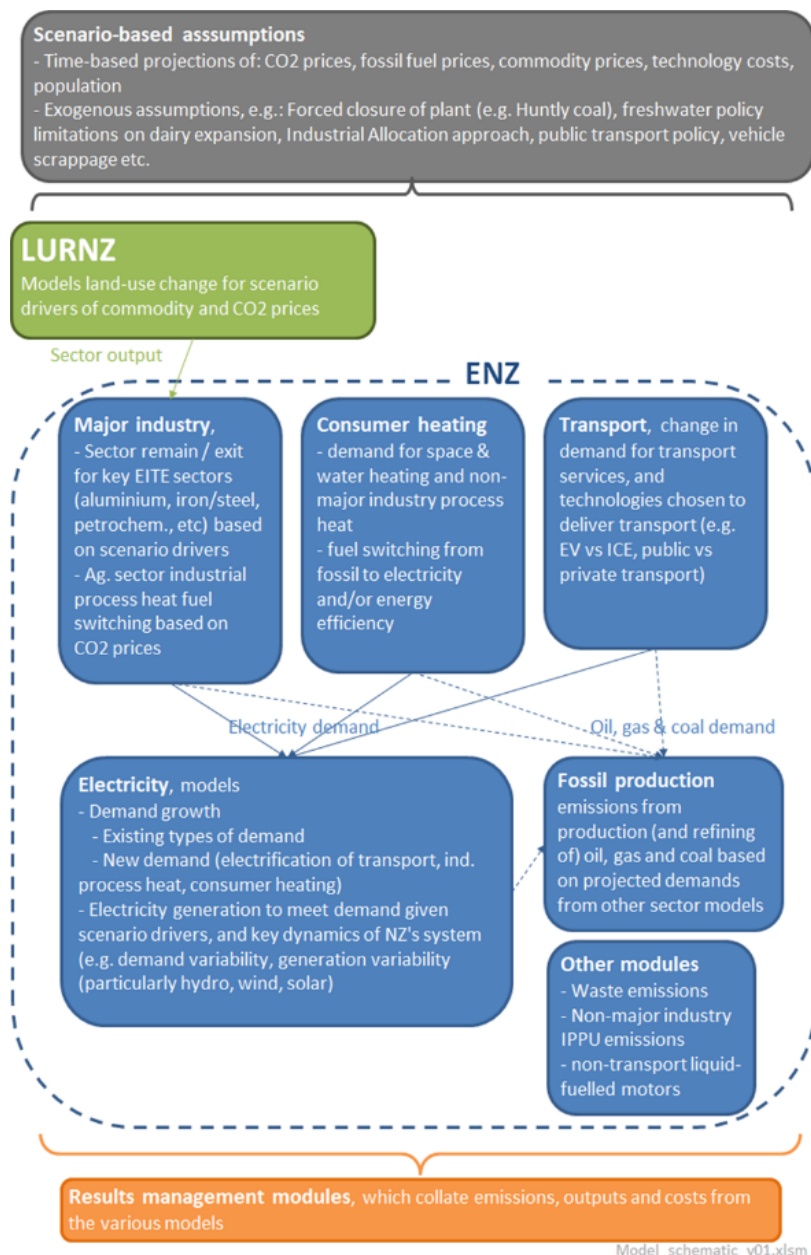 Scenario-based asssumptions
- Time-based projections of: CO2 prices, fossil fuel prices, commodity prices, technology costs,
population
- Exogenous assumptions, e.g.: Forced closure of plant (e.g. Huntly coal), freshwater policy
limitations on dairy expansion, Industrial Allocation approach, public transport policy, vehicle
scrappage etc.
LURNZ
Models land-use change for scenario
drivers of commodity and CO2 prices
Sector output
ENZ
Major industry,
- Sector remain / exit
for key EITE sectors
(aluminium, iron/steel,
petrochem., etc) based
on scenario drivers
- Ag. sector industrial
process heat fuel
switching based on
CO2 prices
Consumer heating
- demand for space &
water heating and non-
major industry process
heat
- fuel switching from
fossil to electricity
and/or energy
efficiency
Transport, change in
demand for transport
services, and
technologies chosen to
deliver transport (e.g.
EV vs ICE, public vs
private transport)
Electricity demand
Oil, gas & coal demand
Electricity, models
- Demand growth
- Existing types of demand
- New demand (electrification of transport, ind.
process heat, consumer heating)
- Electricity generation to meet demand given
scenario drivers, and key dynamics of NZ's system
(e.g. demand variability, generation variability
(particularly hydro, wind, solar)
Fossil production
emissions from
production (and refining
of) oil, gas and coal based
on projected demands
from other sector models
Other modules
- Waste emissions
- Non-major industry
IPPU emissions
- non-transport liquid-
fuelled motors
Results management modules, which collate emissions, outputs and costs from
the various models
Model_schematic_v01.xlsm